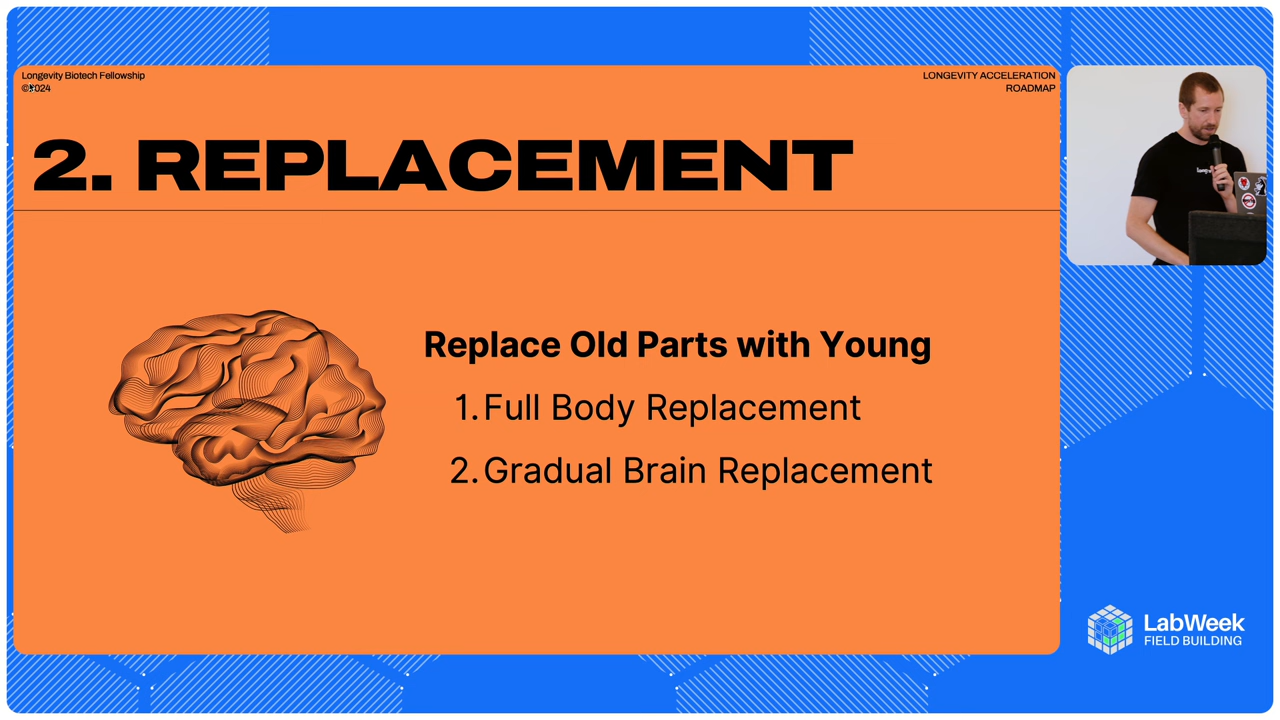 Longevity Biotech Fellowship
LONGEVITY ACCELERATION
ROADMAP
2. REPLACEMENT
Replace Old Parts with Young
1. Full Body Replacement
2. Gradual Brain Replacement
LabWeek
FIELD BUILDING